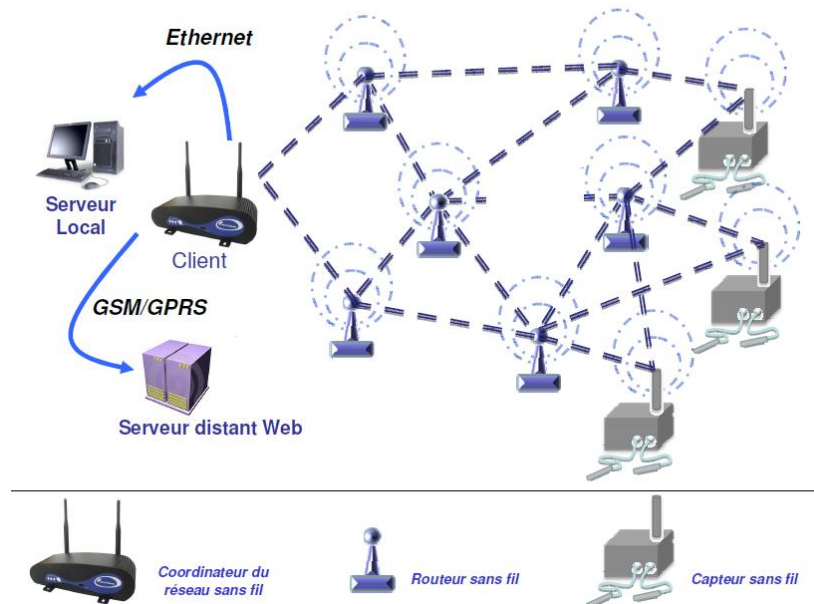 Ethernet
Serveur
Local
Client
GSM/GPRS
Serveur distant Web
Coordinateur du
réseau sans fil
Routeur sans fil
Capteur sans fil